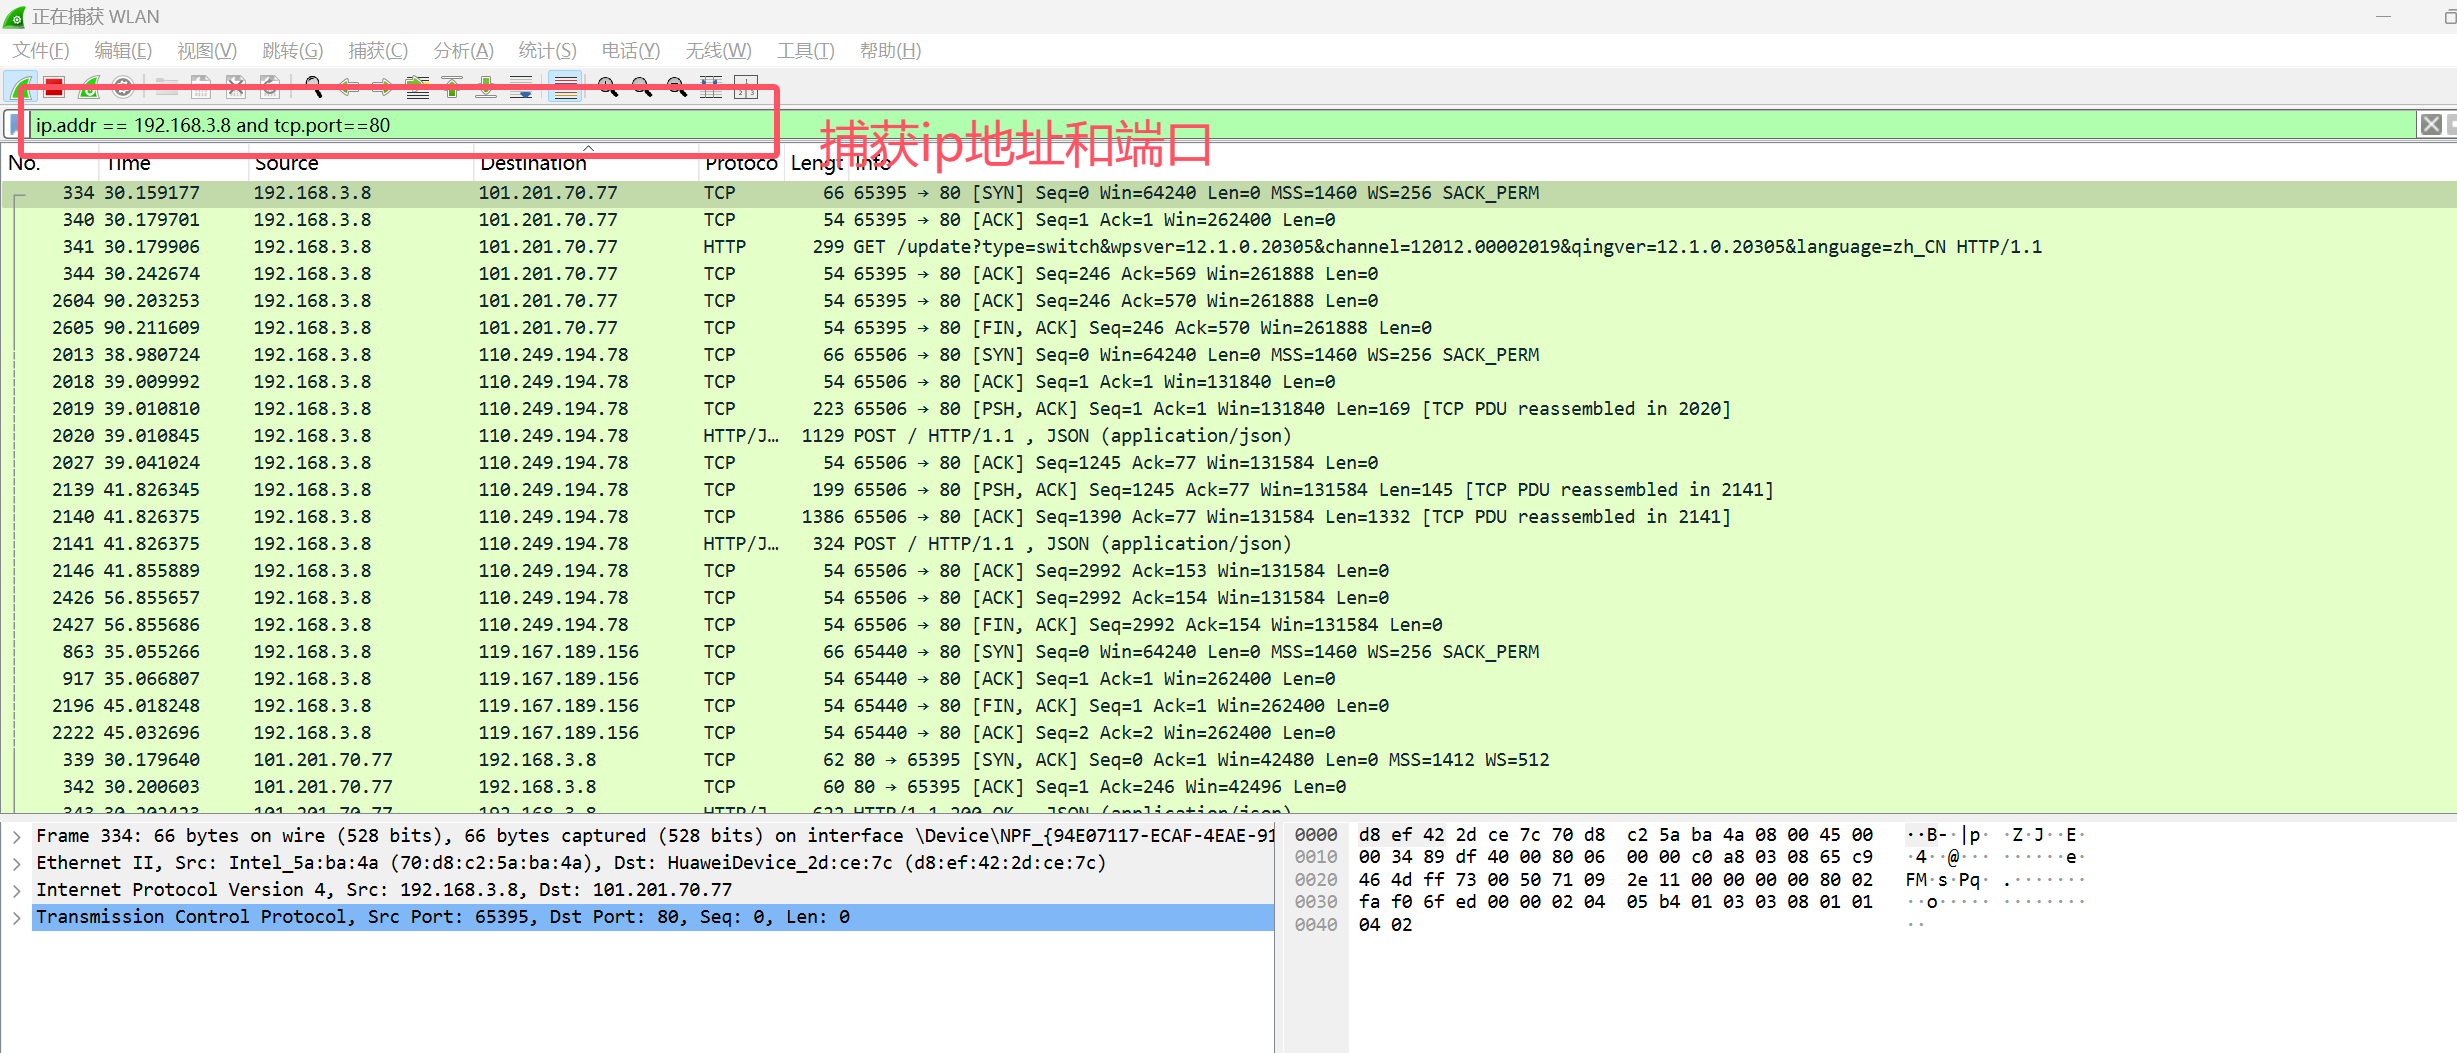 正在捕获 WLAN
文件(F) 编辑(E) 视图(V) 跳转(G) 捕获(C) 分析(A) 统计(S) 电话(Y) 无线(W) 工具(T) 帮助(H)
ip.addr == 192.168.3.8 and tcp.port==80
捕获ip地址和端口
No. Time Source Destination Protoco Lengt Info
334 30.159177 192.168.3.8 101.201.70.77 TCP 66 65395 → 80 [SYN] Seq=0 Win=64240 Len=0 MSS=1460 WS=256 SACK_PERM
340 30.179701 192.168.3.8 101.201.70.77 TCP 54 65395 → 80 [ACK] Seq=1 Ack=1 Win=262400 Len=0
341 30.179906 192.168.3.8 101.201.70.77 HTTP 299 GET /update?type=switch&wpsver=12.1.0.20305&channel=12012.00002019&qingver=12.1.0.20305&language=zh_CN HTTP/1.1
344 30.242674 192.168.3.8 101.201.70.77 TCP 54 65395 → 80 [ACK] Seq=246 Ack=569 Win=261888 Len=0
2604 90.203253 192.168.3.8 101.201.70.77 TCP 54 65395 → 80 [ACK] Seq=246 Ack=570 Win=261888 Len=0
2605 90.211609 192.168.3.8 101.201.70.77 TCP 54 65395 → 80 [FIN, ACK] Seq=246 Ack=570 Win=261888 Len=0
2013 38.980724 192.168.3.8 110.249.194.78 TCP 66 65506 → 80 [SYN] Seq=0 Win=64240 Len=0 MSS=1460 WS=256 SACK_PERM
2018 39.009992 192.168.3.8 110.249.194.78 TCP 54 65506 → 80 [ACK] Seq=1 Ack=1 Win=131840 Len=0
2019 39.010810 192.168.3.8 110.249.194.78 TCP 223 65506 → 80 [PSH, ACK] Seq=1 Ack=1 Win=131840 Len=169 [TCP PDU reassembled in 2020]
2020 39.010845 192.168.3.8 110.249.194.78 HTTP/J… 1129 POST / HTTP/1.1 , JSON (application/json)
2027 39.041024 192.168.3.8 110.249.194.78 TCP 54 65506 → 80 [ACK] Seq=1245 Ack=77 Win=131584 Len=0
2139 41.826345 192.168.3.8 110.249.194.78 TCP 199 65506 → 80 [PSH, ACK] Seq=1245 Ack=77 Win=131584 Len=145 [TCP PDU reassembled in 2141]
2140 41.826375 192.168.3.8 110.249.194.78 TCP 1386 65506 → 80 [ACK] Seq=1390 Ack=77 Win=131584 Len=1332 [TCP PDU reassembled in 2141]
2141 41.826375 192.168.3.8 110.249.194.78 HTTP/J… 324 POST / HTTP/1.1 , JSON (application/json)
2146 41.855889 192.168.3.8 110.249.194.78 TCP 54 65506 → 80 [ACK] Seq=2992 Ack=153 Win=131584 Len=0
2426 56.855657 192.168.3.8 110.249.194.78 TCP 54 65506 → 80 [ACK] Seq=2992 Ack=154 Win=131584 Len=0
2427 56.855686 192.168.3.8 110.249.194.78 TCP 54 65506 → 80 [FIN, ACK] Seq=2992 Ack=154 Win=131584 Len=0
863 35.055266 192.168.3.8 119.167.189.156 TCP 66 65440 → 80 [SYN] Seq=0 Win=64240 Len=0 MSS=1460 WS=256 SACK_PERM
917 35.066807 192.168.3.8 119.167.189.156 TCP 54 65440 → 80 [ACK] Seq=1 Ack=1 Win=262400 Len=0
2196 45.018248 192.168.3.8 119.167.189.156 TCP 54 65440 → 80 [FIN, ACK] Seq=1 Ack=1 Win=262400 Len=0
2222 45.032696 192.168.3.8 119.167.189.156 TCP 54 65440 → 80 [ACK] Seq=2 Ack=2 Win=262400 Len=0
339 30.179640 101.201.70.77 192.168.3.8 TCP 62 80 → 65395 [SYN, ACK] Seq=0 Ack=1 Win=42480 Len=0 MSS=1412 WS=512
342 30.200603 101.201.70.77 192.168.3.8 TCP 60 80 → 65395 [ACK] Seq=1 Ack=246 Win=42496 Len=0
343 30.202423 101.201.70.77 192.168.3.8 HTTP/J… 622 HTTP/1.1 200 OK , JSON (application/json)
Frame 334: 66 bytes on wire (528 bits), 66 bytes captured (528 bits) on interface \Device\NPF_{94E07117-ECAF-4EAE-91
Ethernet II, Src: Intel_5a:ba:4a (70:d8:c2:5a:ba:4a), Dst: HuaweiDevice_2d:ce:7c (d8:ef:42:2d:ce:7c)
Internet Protocol Version 4, Src: 192.168.3.8, Dst: 101.201.70.77
Transmission Control Protocol, Src Port: 65395, Dst Port: 80, Seq: 0, Len: 0
0000 d8 ef 42 2d ce 7c 70 d8 c2 5a ba 4a 08 00 45 00 ··B-·|p· ·Z·J··E·
0010 00 34 89 df 40 00 80 06 00 00 c0 a8 03 08 65 c9 ·4··@··· ······e·
0020 46 4d ff 73 00 50 71 09 2e 11 00 00 00 00 80 02 FM·s·Pq· .·······
0030 fa f0 6f ed 00 00 02 04 05 b4 01 03 03 08 01 01 ··o····· ········
0040 04 02 ··